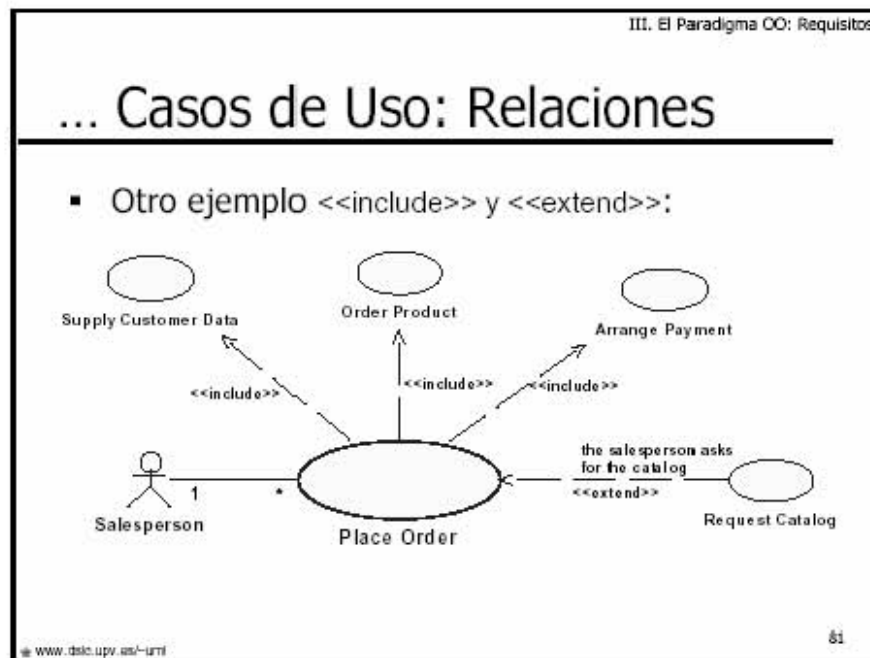 III. El Paradigma OO: Requisitos
... Casos de Uso: Relaciones
▪ Otro ejemplo <<include>> y <<extend>>:
Supply Customer Data
Order Product
Arrange Payment
<<include>>
<<include>>
<<include>>
the salesperson asks
for the catalog
<<extend>>
1
*
Salesperson
Place Order
Request Catalog
www.dsic.upv.es/~uml
81